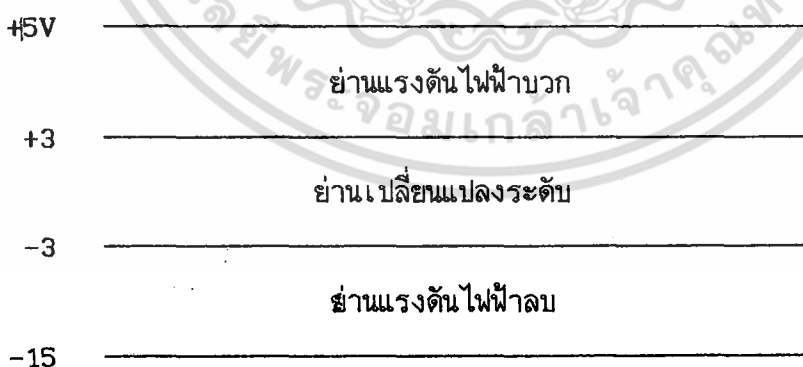 +5V
ย่านแรงดันไฟฟ้าบวก
+3
ย่านเปลี่ยนแปลงระดับ
-3
ย่านแรงดันไฟฟ้าลบ
-15